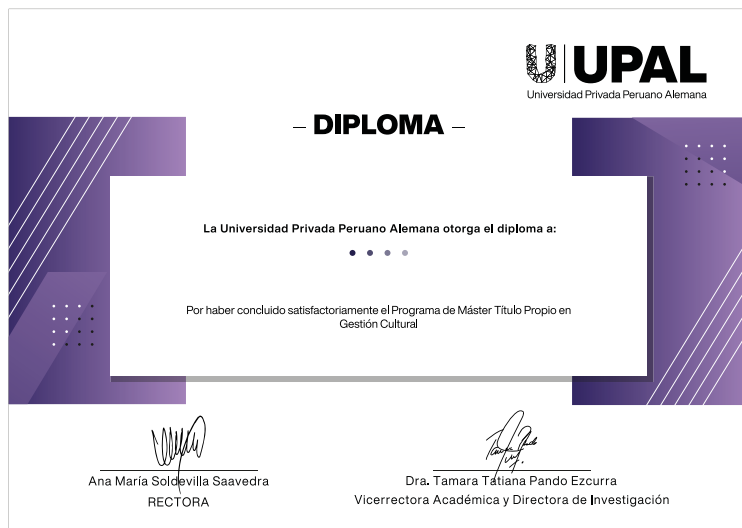 UPAL
Universidad Privada Peruano Alemana
– DIPLOMA –
La Universidad Privada Peruano Alemana otorga el diploma a:
Por haber concluido satisfactoriamente el Programa de Máster Título Propio en
Gestión Cultural
Ana María Soldevilla Saavedra
RECTORA
Dra. Tamara Tatiana Pando Ezcurra
Vicerrectora Académica y Directora de Investigación